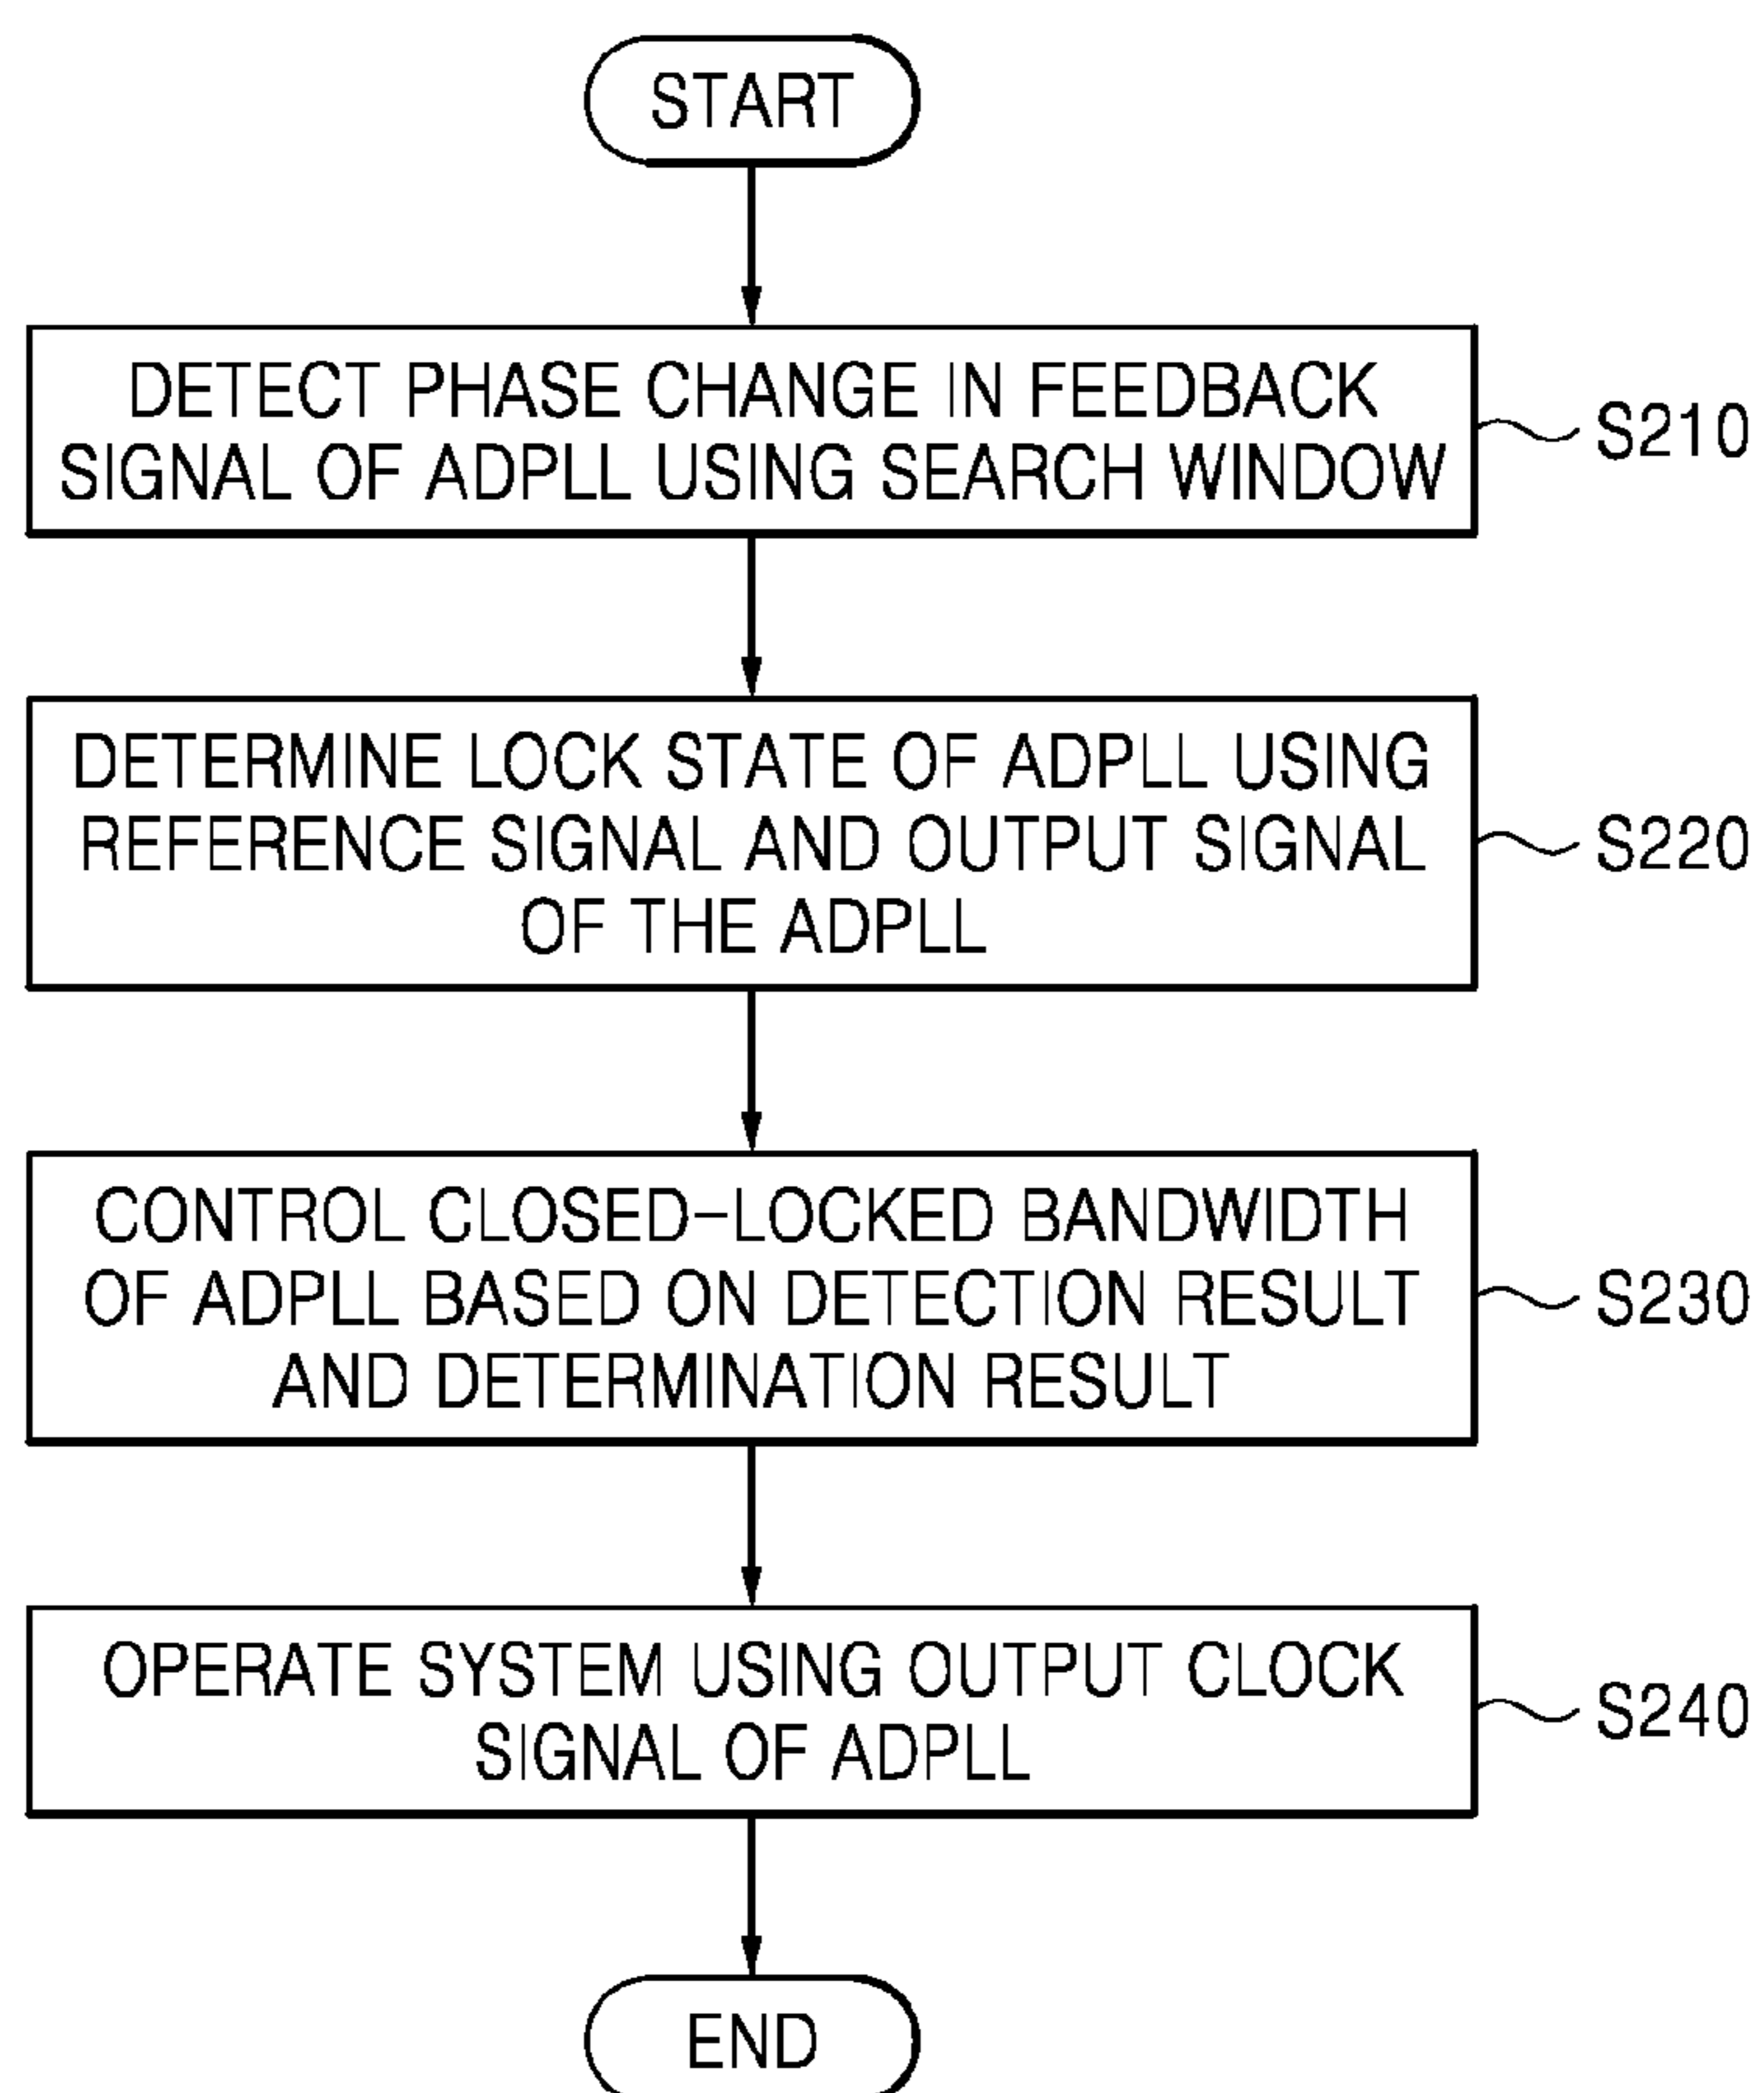 START
DETECT PHASE CHANGE IN FEEDBACK
SIGNAL OF ADPLL USING SEARCH WINDOW
S210
DETERMINE LOCK STATE OF ADPLL USING
REFERENCE SIGNAL AND OUTPUT SIGNAL
OF THE ADPLL
S220
CONTROL CLOSED-LOCKED BANDWIDTH
OF ADPLL BASED ON DETECTION RESULT
AND DETERMINATION RESULT
S230
OPERATE SYSTEM USING OUTPUT CLOCK
SIGNAL OF ADPLL
S240
END